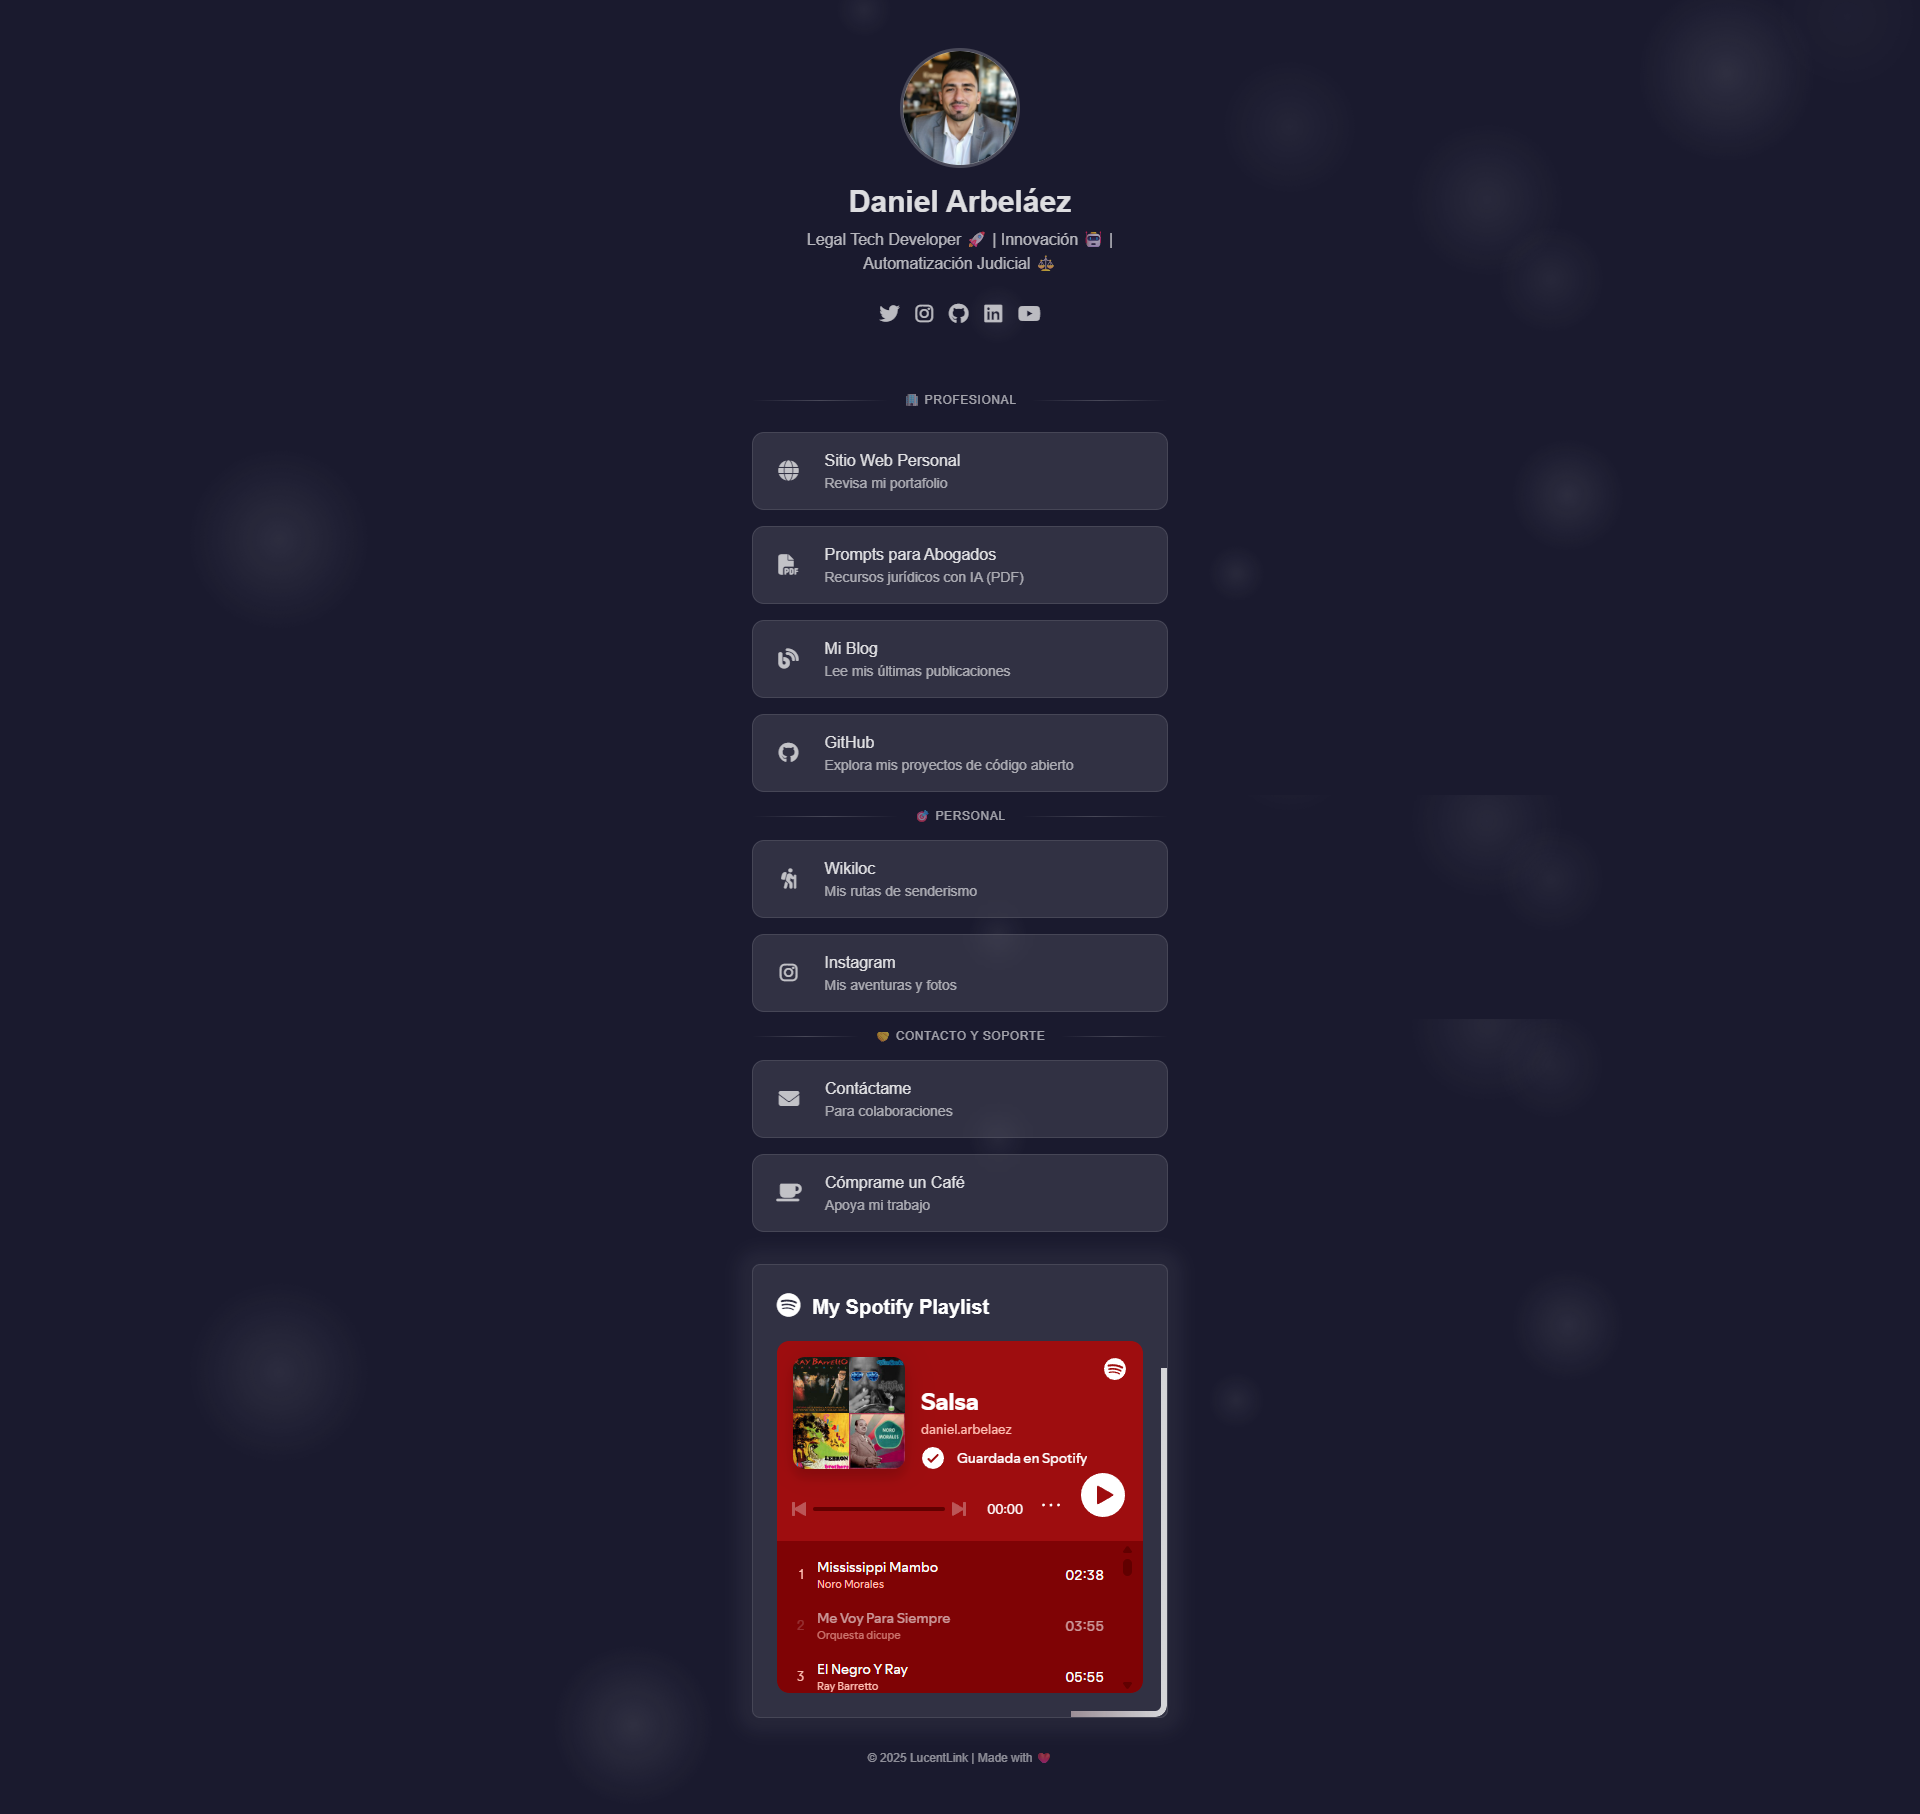 Daniel Arbeláez
Legal Tech Developer 🚀 | Innovación 🤖 |
Automatización Judicial ⚖️
🏢 PROFESIONAL
Sitio Web Personal
Revisa mi portafolio
PDF
Prompts para Abogados
Recursos jurídicos con IA (PDF)
Mi Blog
Lee mis últimas publicaciones
GitHub
Explora mis proyectos de código abierto
🎯 PERSONAL
Wikiloc
Mis rutas de senderismo
Instagram
Mis aventuras y fotos
🤝 CONTACTO Y SOPORTE
Contáctame
Para colaboraciones
Cómprame un Café
Apoya mi trabajo
My Spotify Playlist
RAY BARRETTO
NORO
MORALES
Salsa
daniel.arbelaez
Guardada en Spotify
00:00
1 Mississippi Mambo 02:38
Noro Morales
2 Me Voy Para Siempre 03:55
Orquesta dicupe
3 El Negro Y Ray 05:55
Ray Barretto
© 2025 LucentLink | Made with ❤️